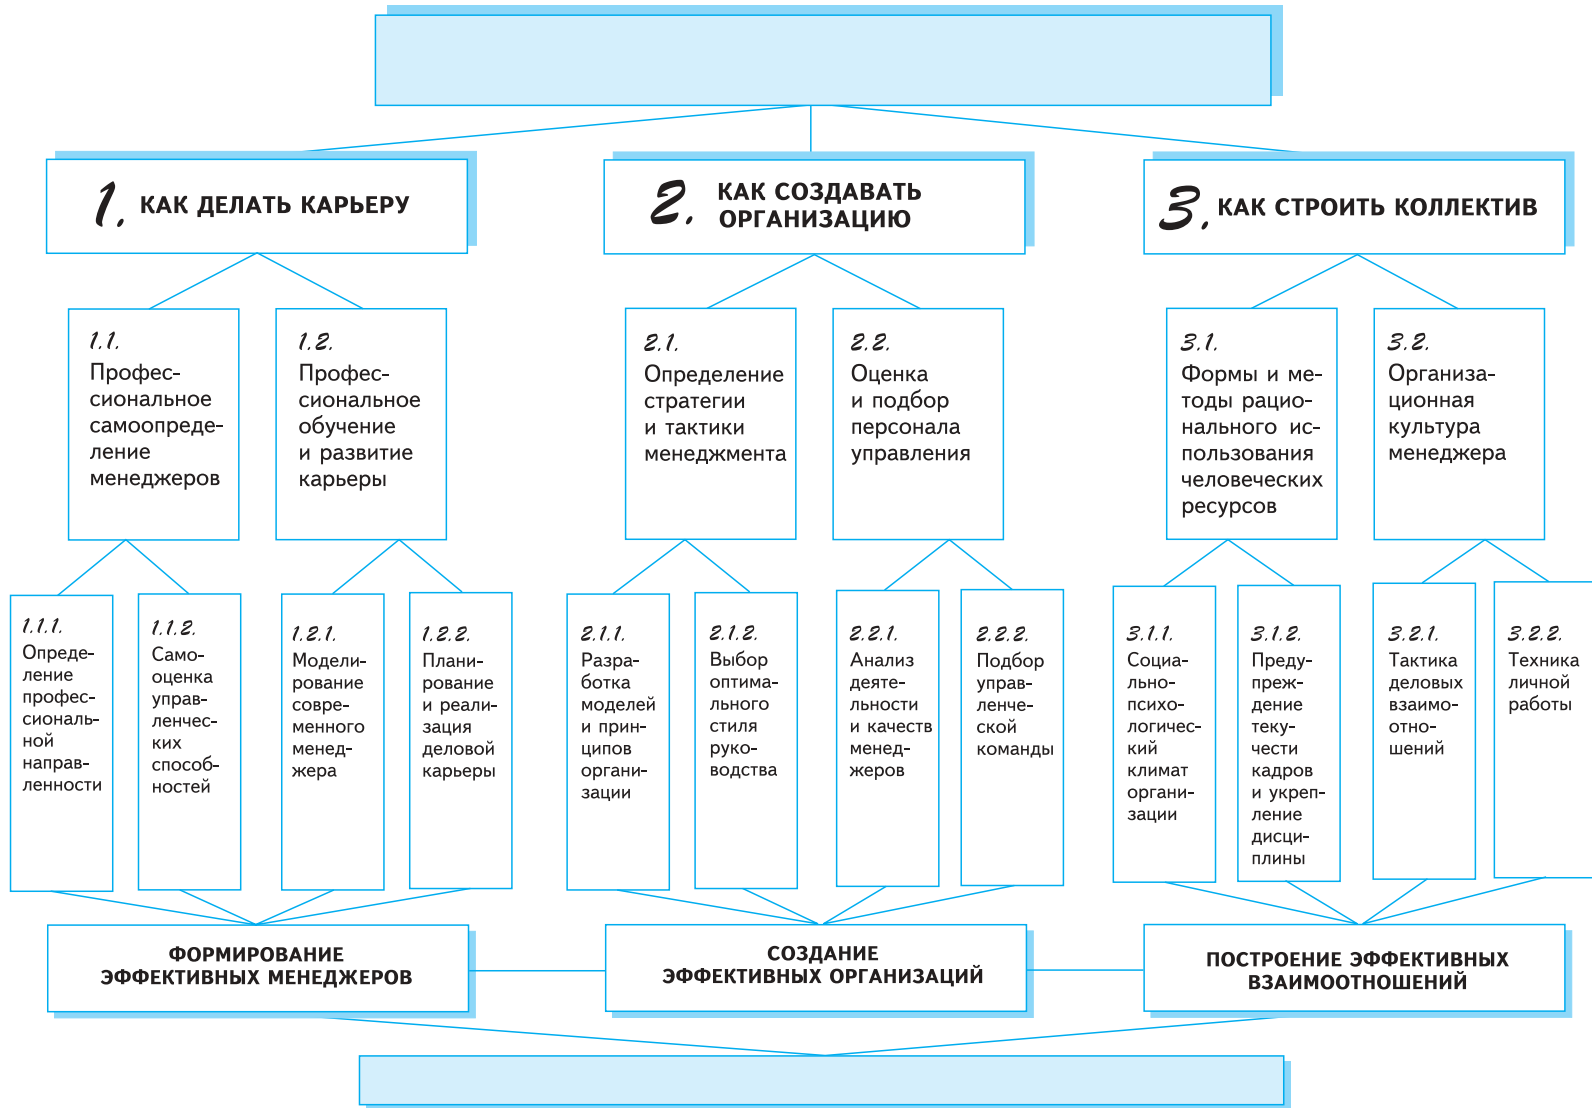 1. КАК ДЕЛАТЬ КАРЬЕРУ
2. КАК СОЗДАВАТЬ
ОРГАНИЗАЦИЮ
3. КАК СТРОИТЬ КОЛЛЕКТИВ
1.1.
Профес-
сиональное
самоопреде-
ление
менеджеров
1.2.
Профес-
сиональное
обучение
и развитие
карьеры
2.1.
Определение
стратегии
и тактики
менеджмента
2.2.
Оценка
и подбор
персонала
управления
3.1.
Формы и ме-
тоды рацио-
нального ис-
пользования
человеческих
ресурсов
3.2.
Организа-
ционная
культура
менеджера
1.1.1.
Опреде-
ление
профес-
сиональ-
ной
направ-
ленности
1.1.2.
Само-
оценка
управ-
ленчес-
ких
способ-
ностей
1.2.1.
Модели-
рование
совре-
менного
менед-
жера
1.2.2.
Плани-
рование
и реали-
зация
деловой
карьеры
2.1.1.
Разра-
ботка
моделей
и прин-
ципов
органи-
зации
2.1.2.
Выбор
оптима-
льного
стиля
руко-
водства
2.2.1.
Анализ
деяте-
льности
и качеств
менед-
жеров
2.2.2.
Подбор
управ-
ленче-
ской
команды
3.1.1.
Социа-
льно-
психо-
логичес-
кий
климат
органи-
зации
3.1.2.
Преду-
преж-
дение
теку-
чести
кадров
и укреп-
ление
дисци-
плины
3.2.1.
Тактика
деловых
взаимо-
отно-
шений
3.2.2.
Техника
личной
работы
ФОРМИРОВАНИЕ
ЭФФЕКТИВНЫХ МЕНЕДЖЕРОВ
СОЗДАНИЕ
ЭФФЕКТИВНЫХ ОРГАНИЗАЦИЙ
ПОСТРОЕНИЕ ЭФФЕКТИВНЫХ
ВЗАИМООТНОШЕНИЙ